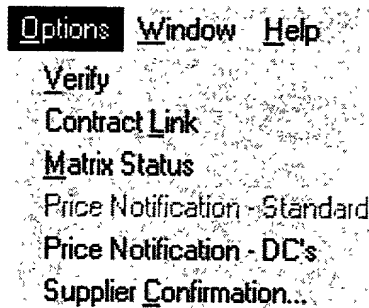 Options Window Help
Verify
Contract Link
Matrix Status
Price Notification - Standard
Price Notification - DC's
Supplier Confirmation...